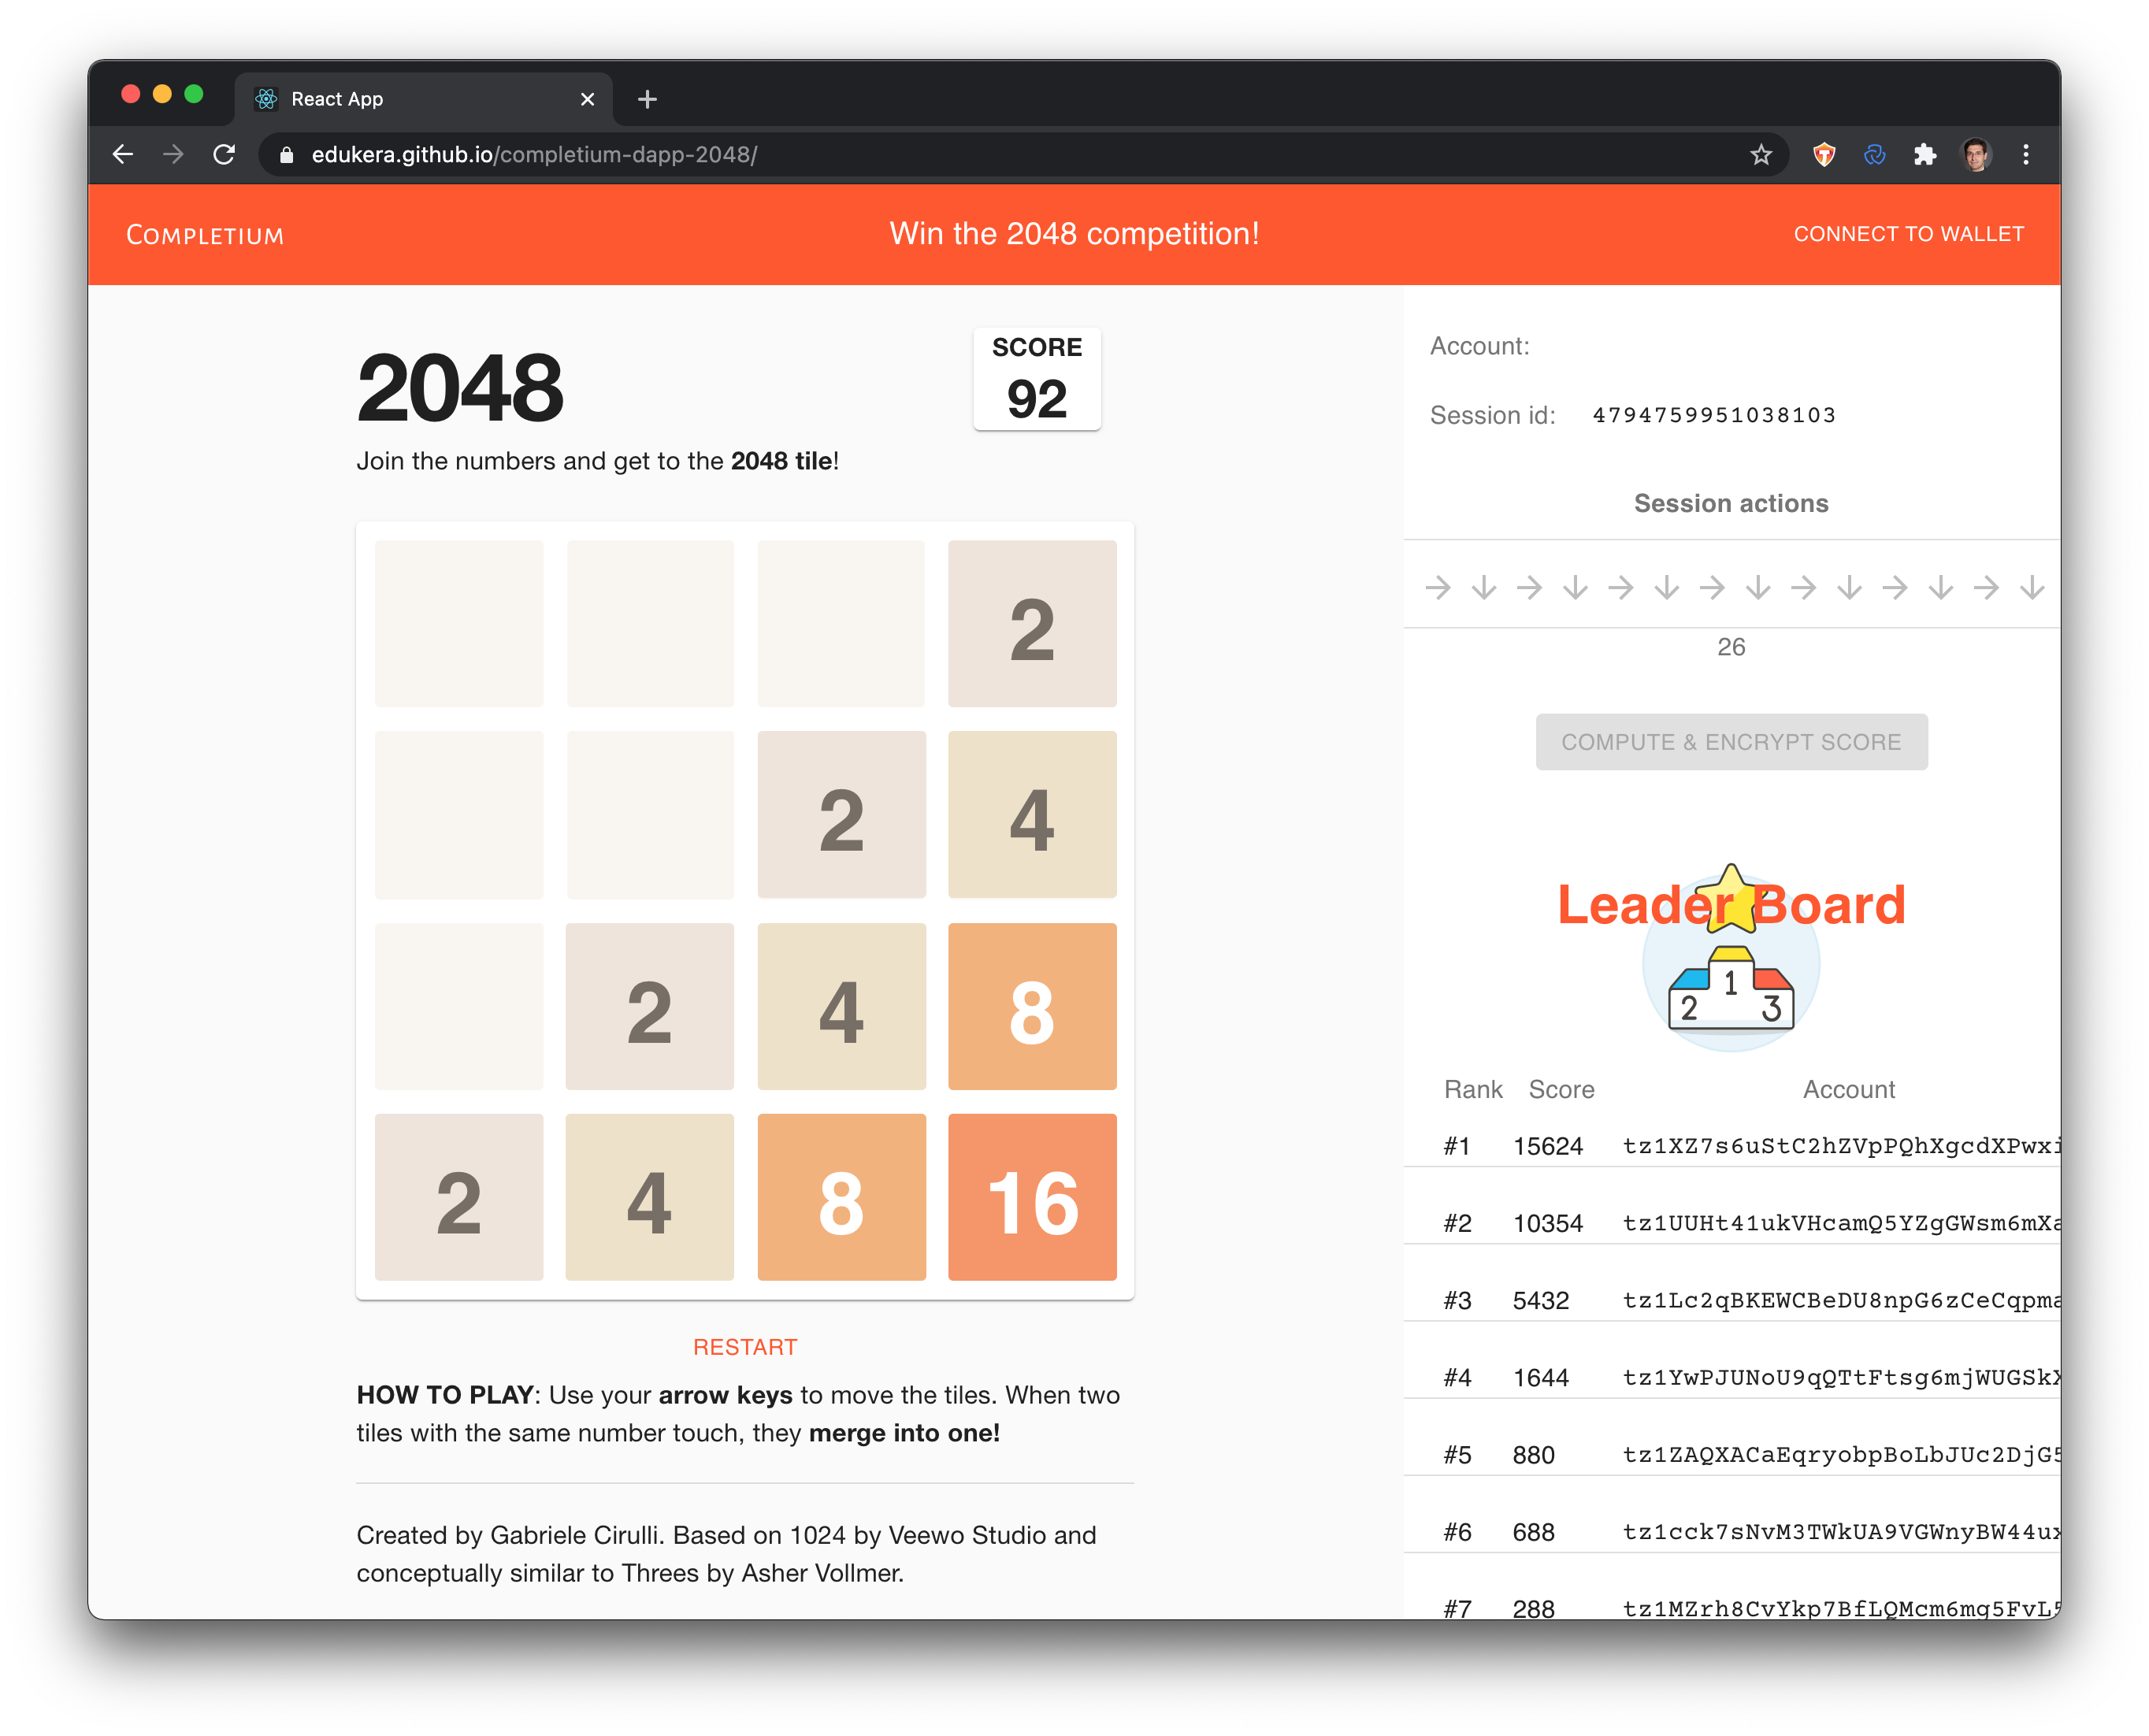 React App
edukera.github.io/completium-dapp-2048/
COMPLETIUM
Win the 2048 competition!
CONNECT TO WALLET
2048
SCORE
92
Join the numbers and get to the 2048 tile!
2
2 4
2 4 8
2 4 8 16
RESTART
HOW TO PLAY: Use your arrow keys to move the tiles. When two
tiles with the same number touch, they merge into one!
Created by Gabriele Cirulli. Based on 1024 by Veewo Studio and
conceptually similar to Threes by Asher Vollmer.
Account:
Session id: 4794759951038103
Session actions
→ ↓ → ↓ → ↓ → ↓ → ↓ → ↓ → ↓
26
COMPUTE & ENCRYPT SCORE
Leader Board
1
2 3
Rank Score Account
#1 15624 tz1XZ7s6uStC2hZVpPQhXgcdXPwxi
#2 10354 tz1UUHt41ukVHcamQ5YZgGWsm6mXa
#3 5432 tz1Lc2qBKEWCBeDU8npG6zCeCqpma
#4 1644 tz1YwPJUNoU9qQTtFtsg6mjWUGSkX
#5 880 tz1ZAQXACaEqryobpBoLbJUc2DjG5
#6 688 tz1cck7sNvM3TWkUA9VGWnyBW44ux
#7 288 tz1MZrh8CvYkp7BfLQMcm6mg5FvL5